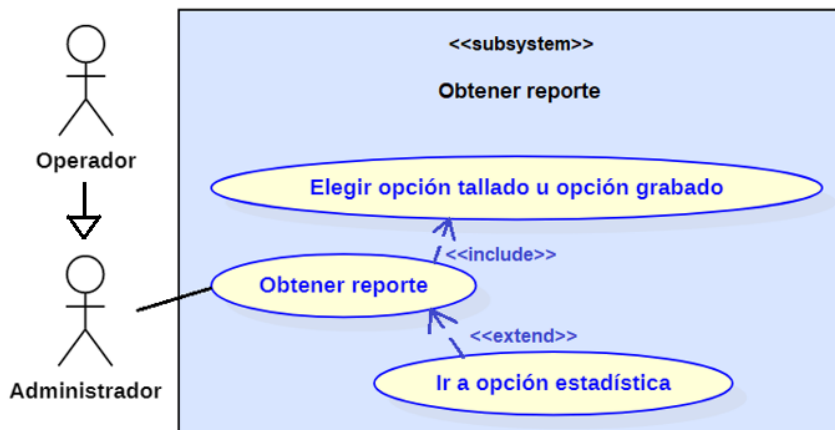 <<subsystem>>
Obtener reporte
Operador
Elegir opción tallado u opción grabado
<<include>>
Obtener reporte
<<extend>>
Administrador
Ir a opción estadística